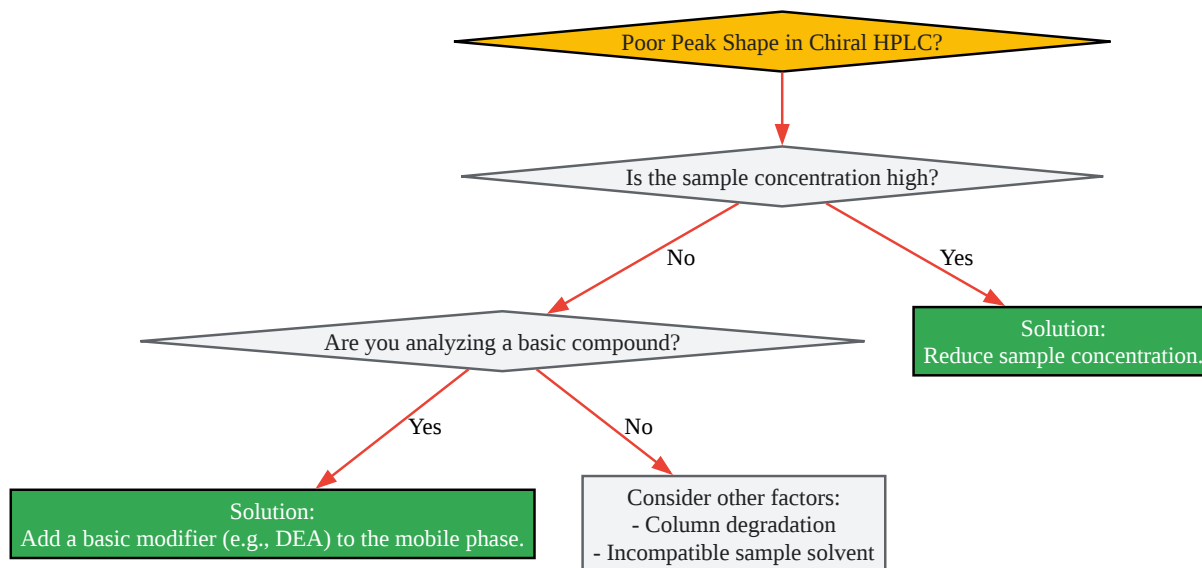 Poor Peak Shape in Chiral HPLC?
Is the sample concentration high?
No
Yes
Are you analyzing a basic compound?
Solution:
Reduce sample concentration.
Yes
No
Solution:
Add a basic modifier (e.g., DEA) to the mobile phase.
Consider other factors:
- Column degradation
- Incompatible sample solvent